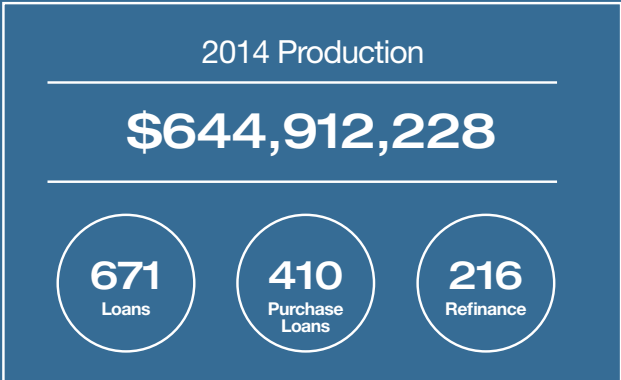 2014 Production
$644,912,228
671
Loans
410
Purchase
Loans
216
Refinance